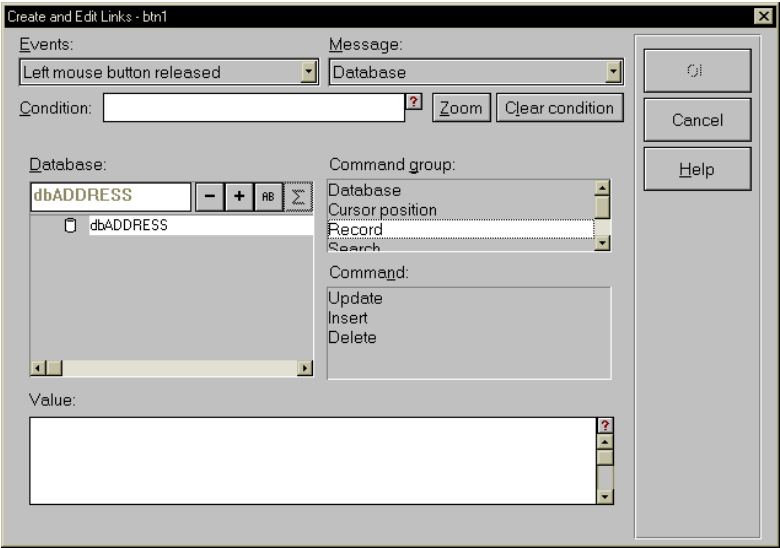 Create and Edit Links - btn1
Events:
Left mouse button released
Message:
Database
Condition:
?
Zoom
Clear condition
Database:
dbADDRESS
- + AB Σ
dbADDRESS
Command group:
Database
Cursor position
Record
Search
Command:
Update
Insert
Delete
Value:
?
Cancel
Help